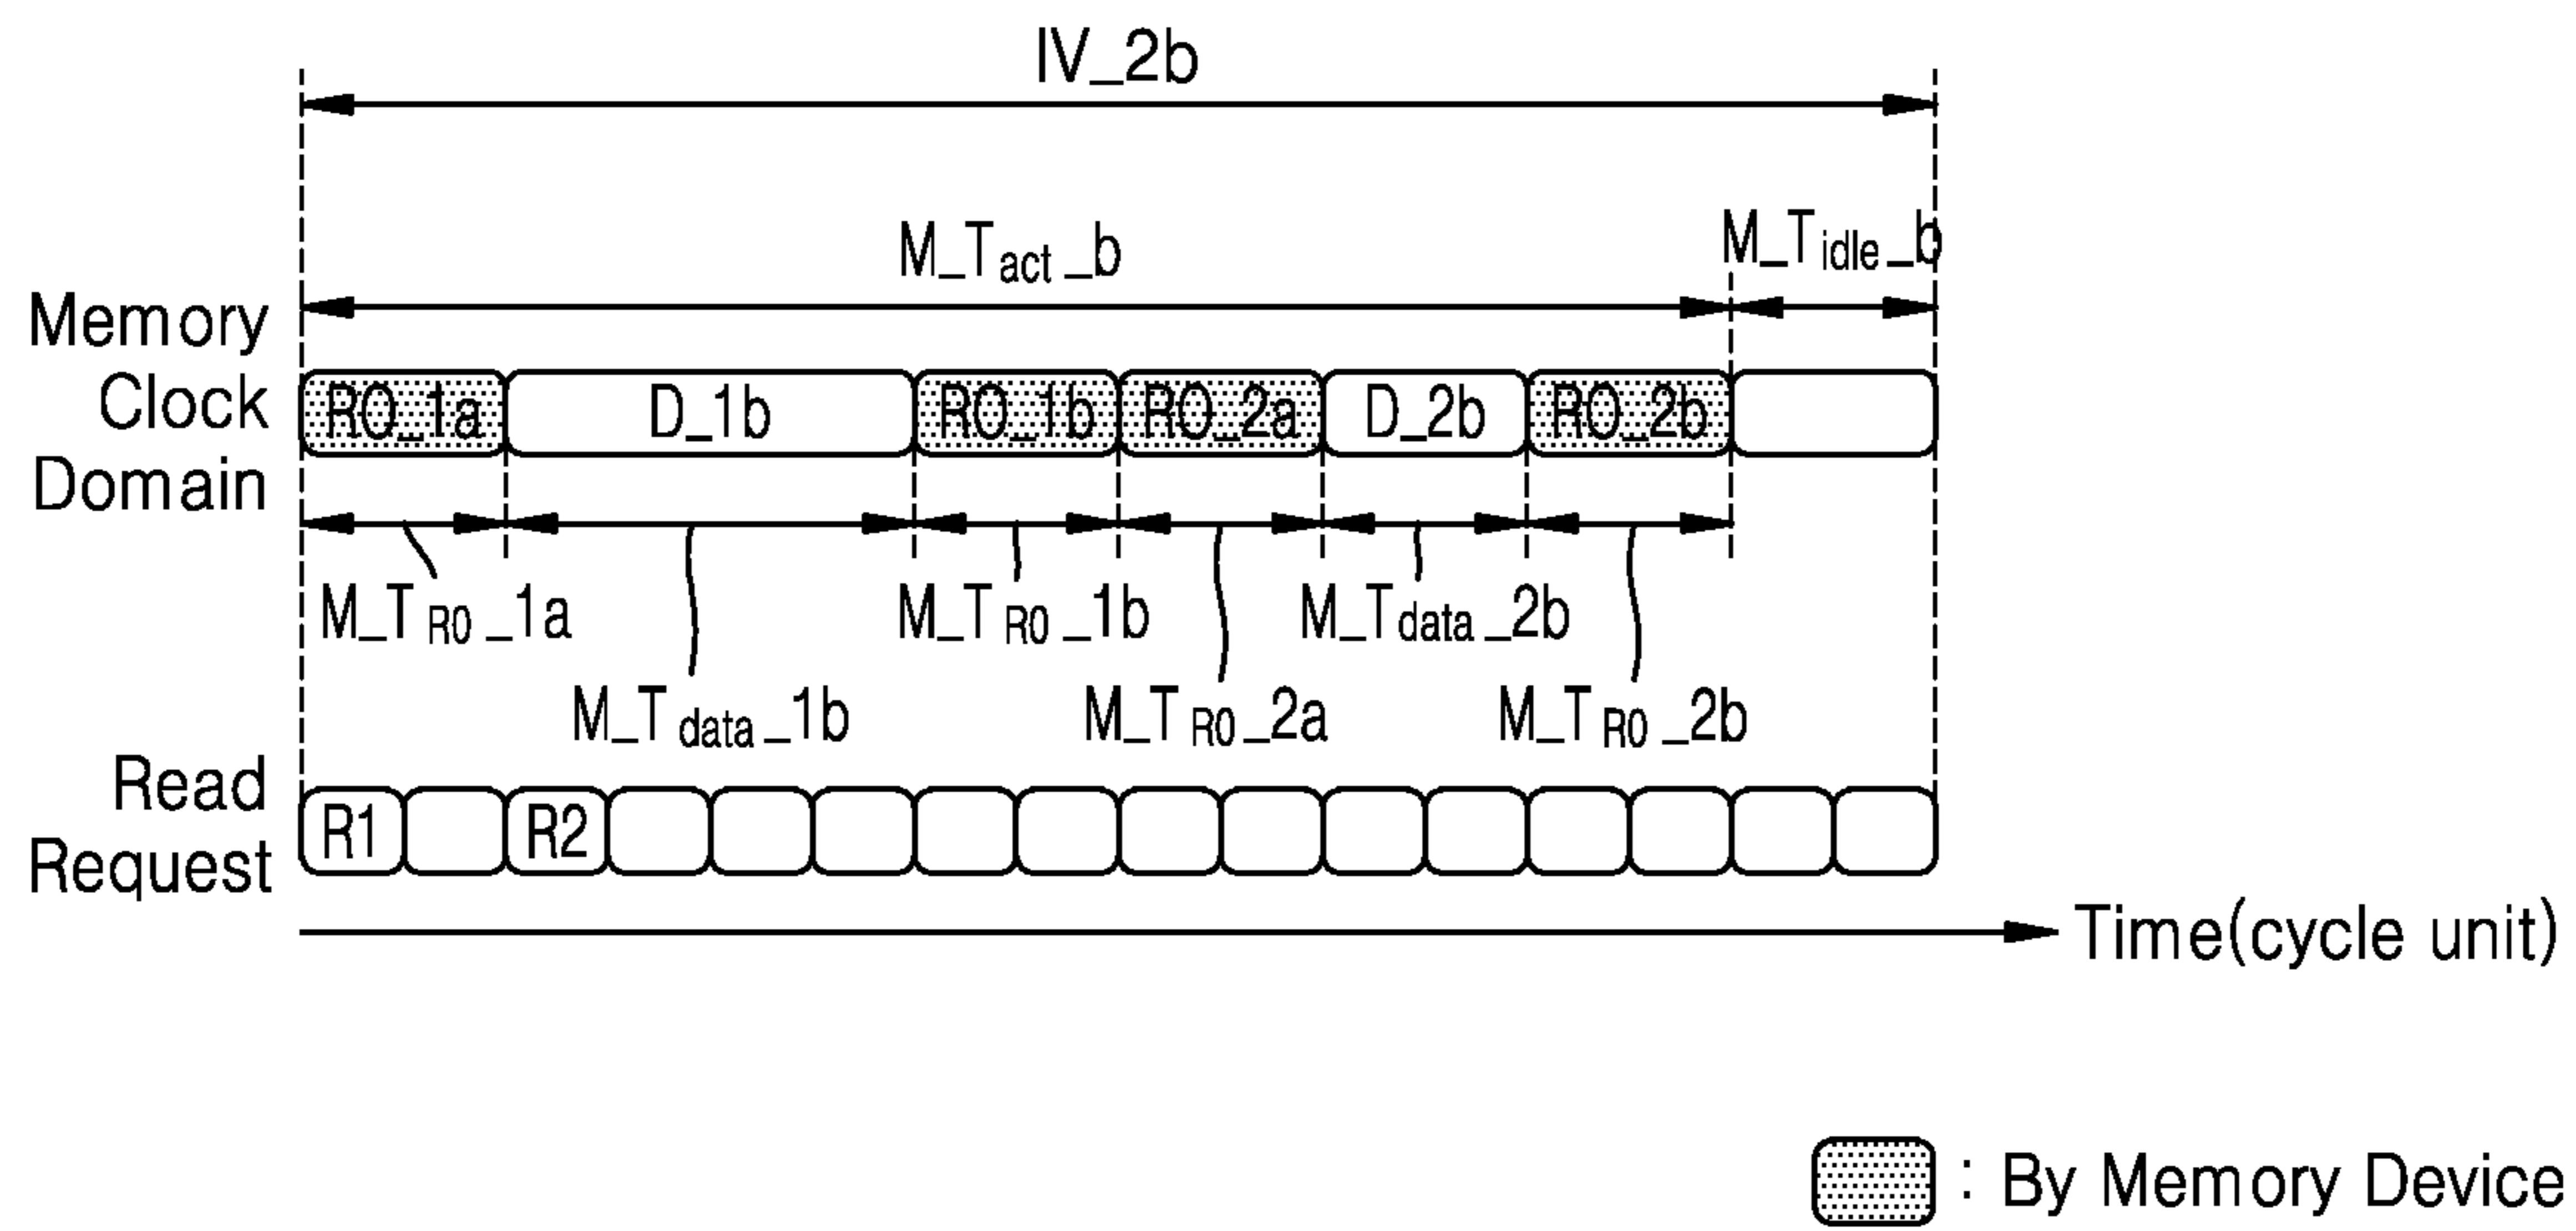 IV_2b
M_Tact_b
M_Tidle_b
Memory
Clock
Domain
RO_1a
D_1b
RO_1b
RO_2a
D_2b
RO_2b
M_TRO_1a
M_TRO_1b
M_Tdata_2b
M_Tdata_1b
M_TRO_2a
M_TRO_2b
Read
Request
R1
R2
Time(cycle unit)
: By Memory Device